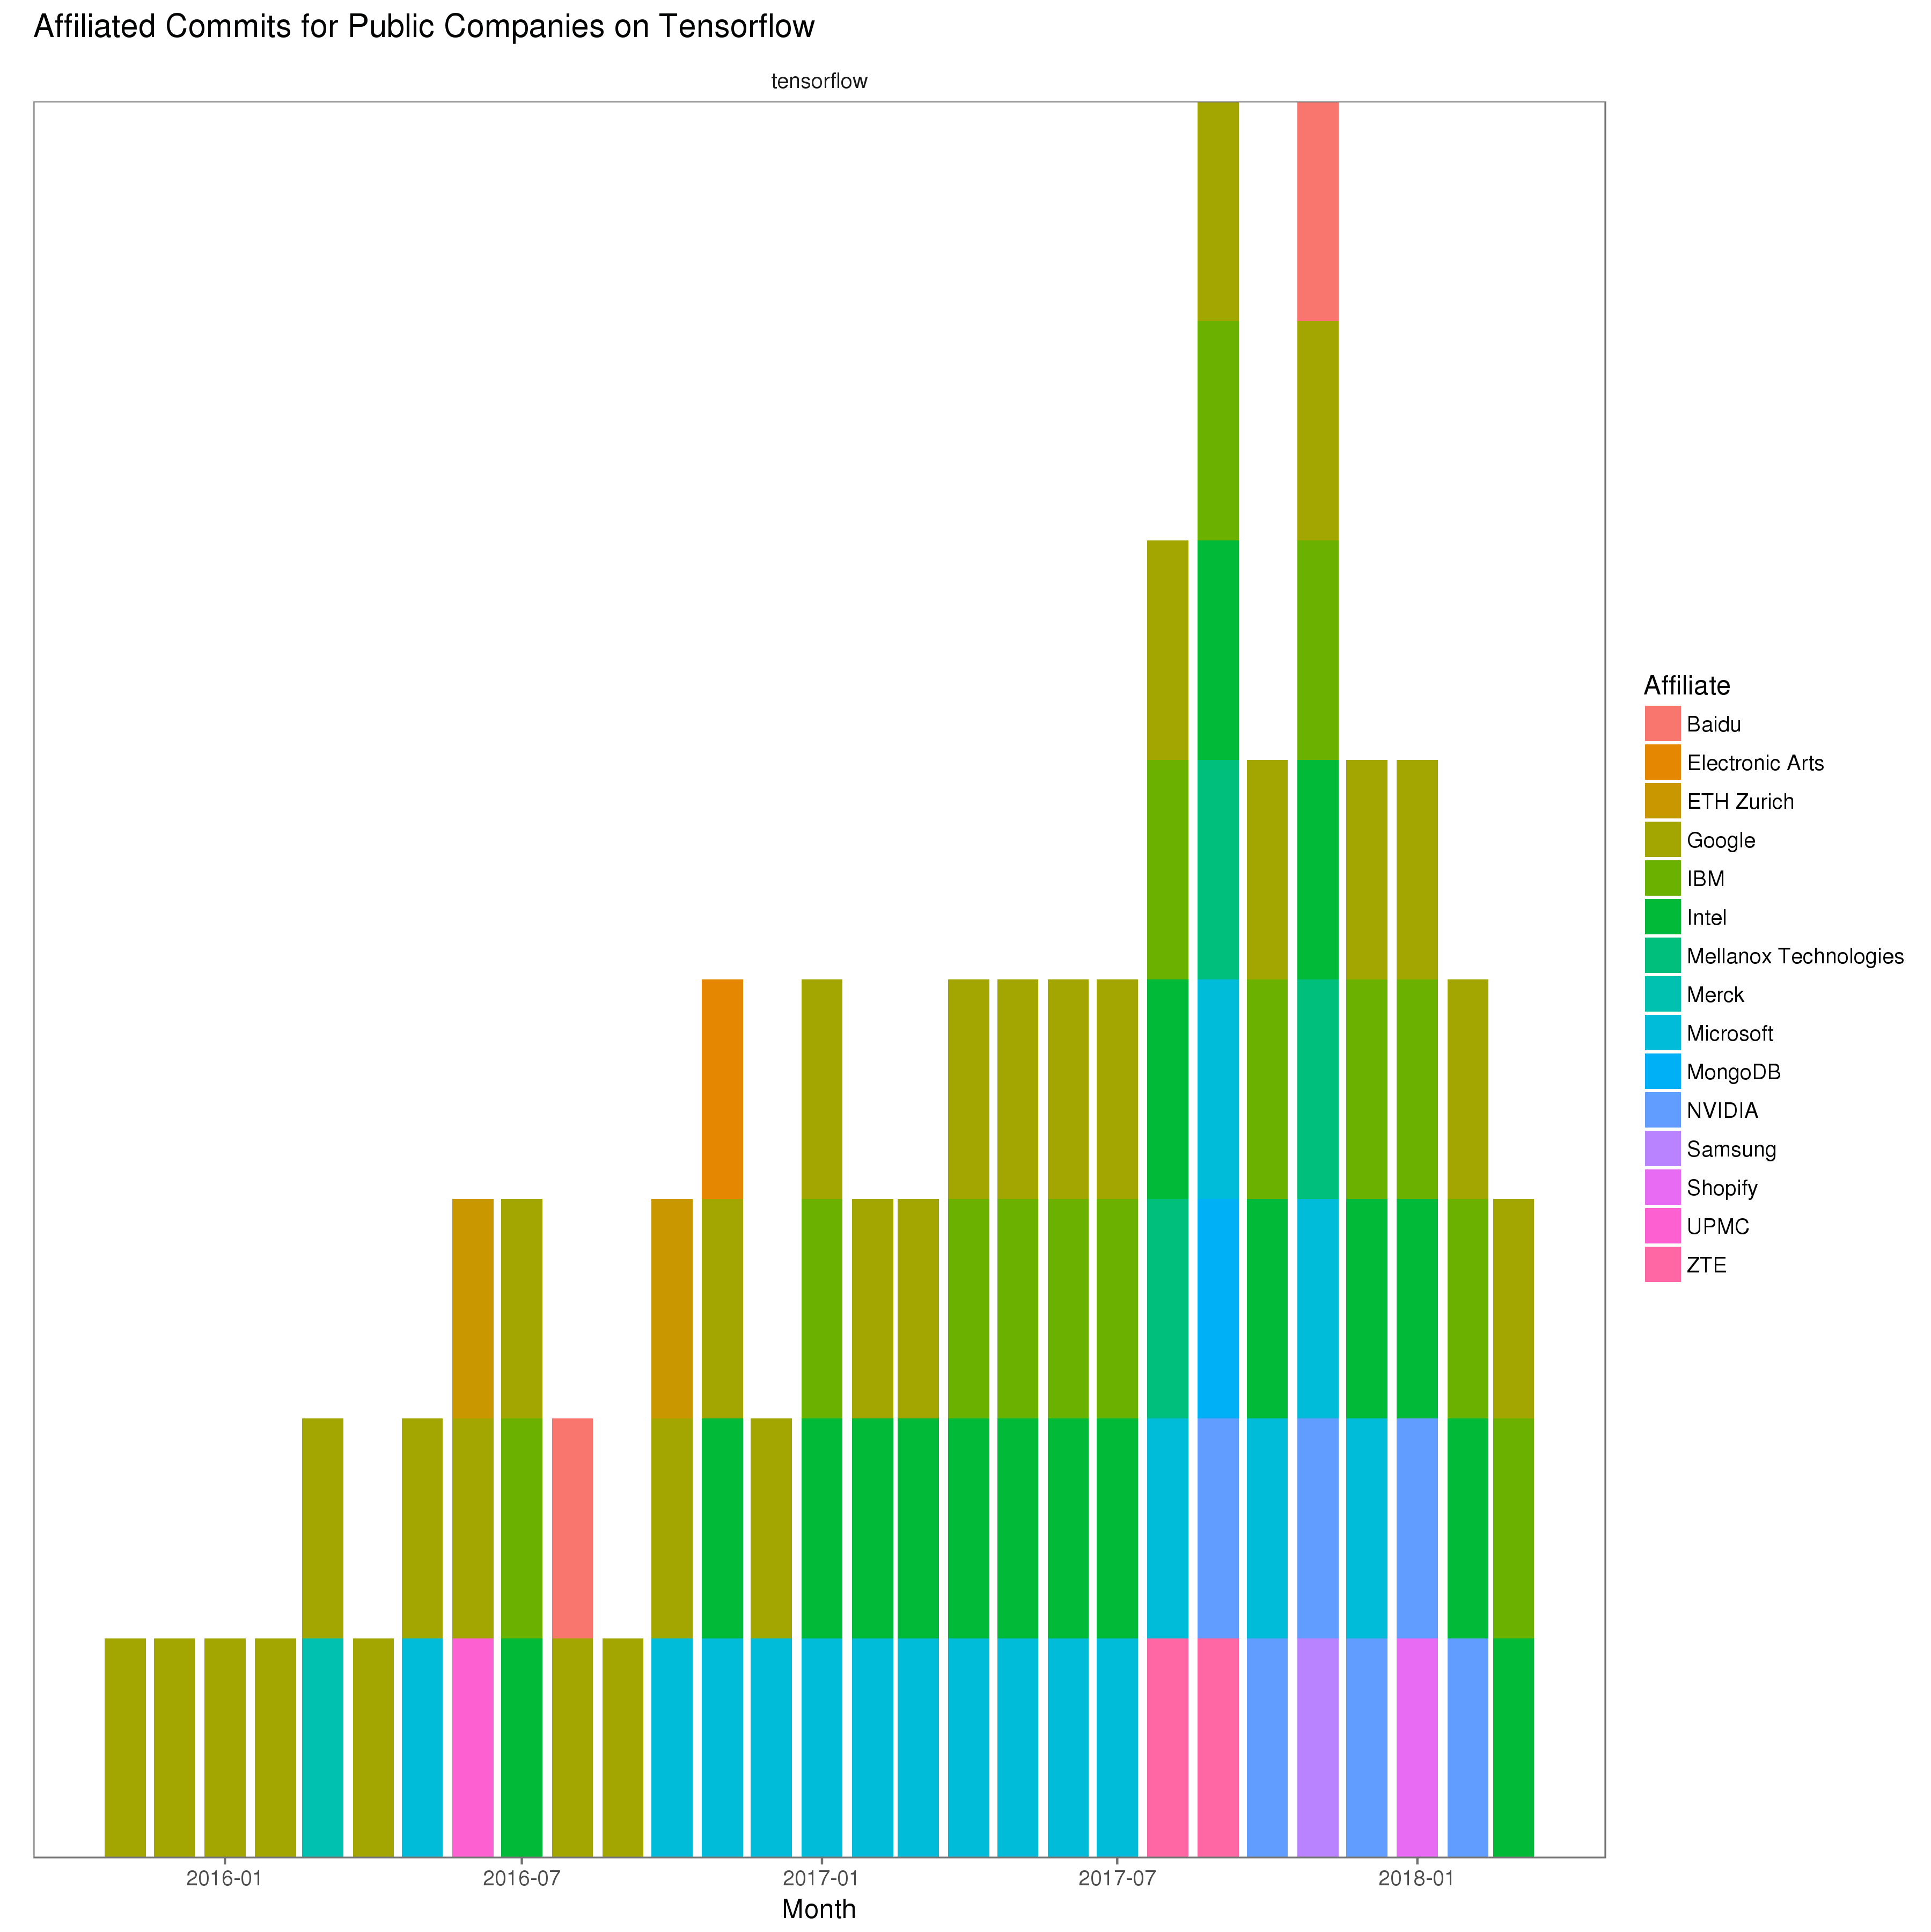 Affiliated Commits for Public Companies on Tensorflow
tensorflow
Affiliate
Baidu
Electronic Arts
ETH Zurich
Google
IBM
Intel
Mellanox Technologies
Merck
Microsoft
MongoDB
NVIDIA
Samsung
Shopify
UPMC
ZTE
2016-01 2016-07 2017-01 2017-07 2018-01
Month